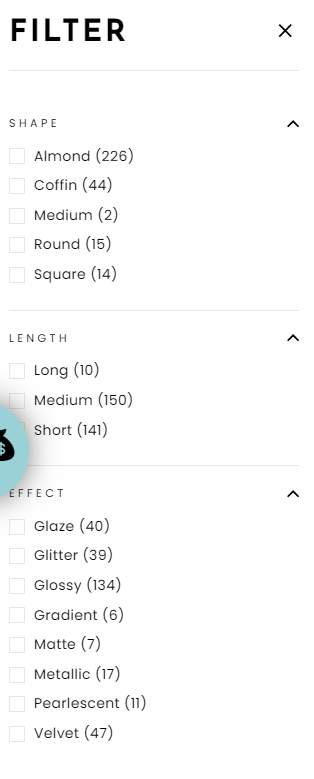 FILTER
SHAPE
Almond (226)
Coffin (44)
Medium (2)
Round (15)
Square (14)
LENGTH
Long (10)
Medium (150)
Short (141)
EFFECT
Glaze (40)
Glitter (39)
Glossy (134)
Gradient (6)
Matte (7)
Metallic (17)
Pearlescent (11)
Velvet (47)